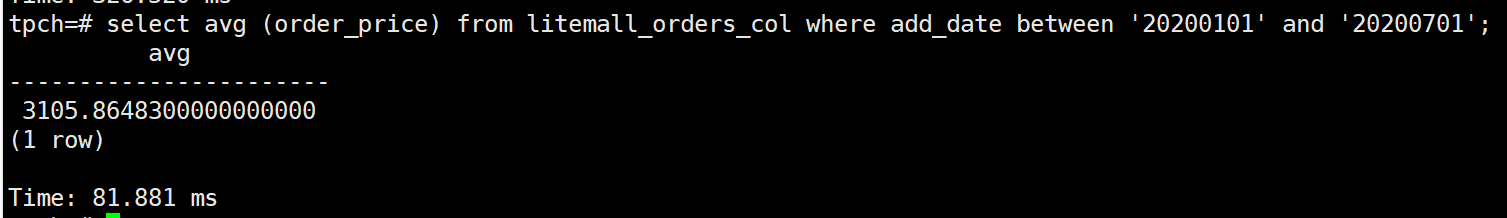 tpch=# select avg (order_price) from litemall_orders_col where add_date between '20200101' and '20200701';
avg
------------------------
3105.8648300000000000
(1 row)
Time: 81.881 ms